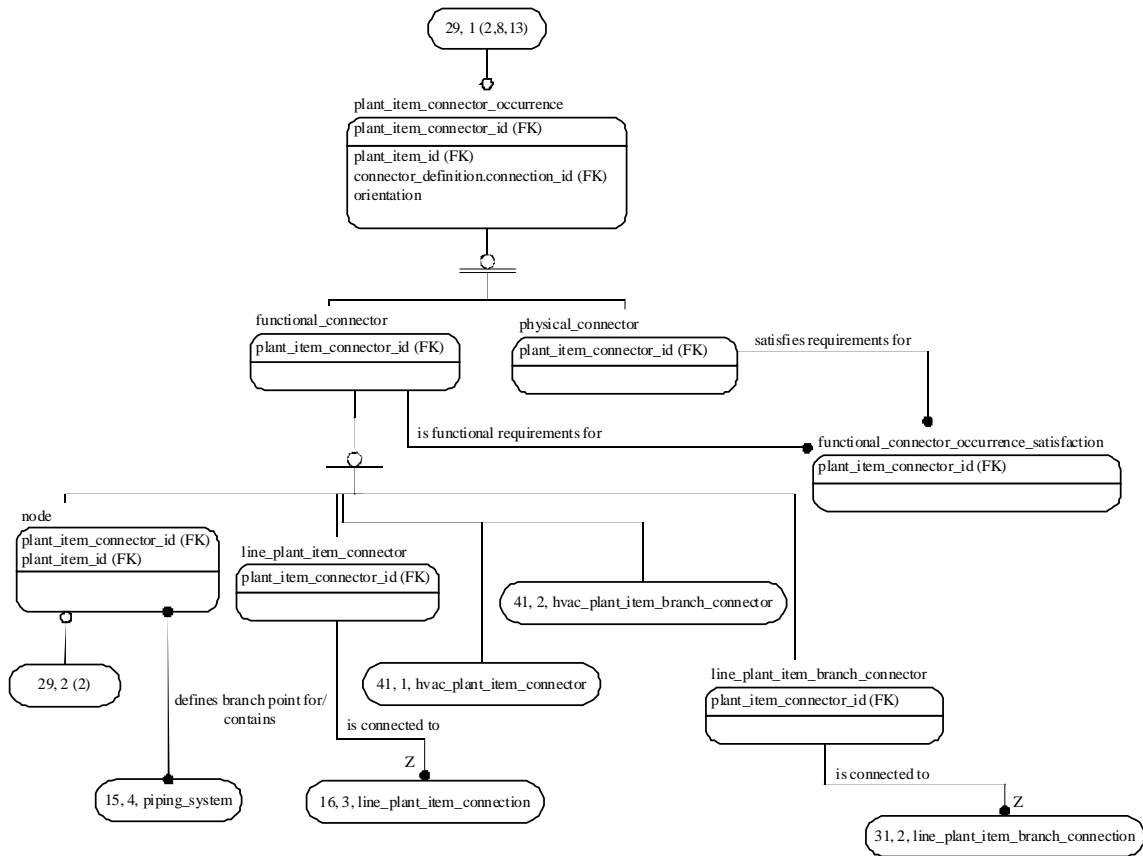 29, 1 (2,8,13)
plant_item_connector_occurrence
plant_item_connector_id (FK)
plant_item_id (FK)
connector_definition.connection_id (FK)
orientation
functional_connector
plant_item_connector_id (FK)
physical_connector
plant_item_connector_id (FK)
satisfies requirements for
is functional requirements for
functional_connector_occurrence_satisfaction
plant_item_connector_id (FK)
node
plant_item_connector_id (FK)
plant_item_id (FK)
line_plant_item_connector
plant_item_connector_id (FK)
41, 2, hvac_plant_item_branch_connector
29, 2 (2)
41, 1, hvac_plant_item_connector
line_plant_item_branch_connector
plant_item_connector_id (FK)
defines branch point for/
contains
is connected to
Z
is connected to
Z
15, 4, piping_system
16, 3, line_plant_item_connection
31, 2, line_plant_item_branch_connection